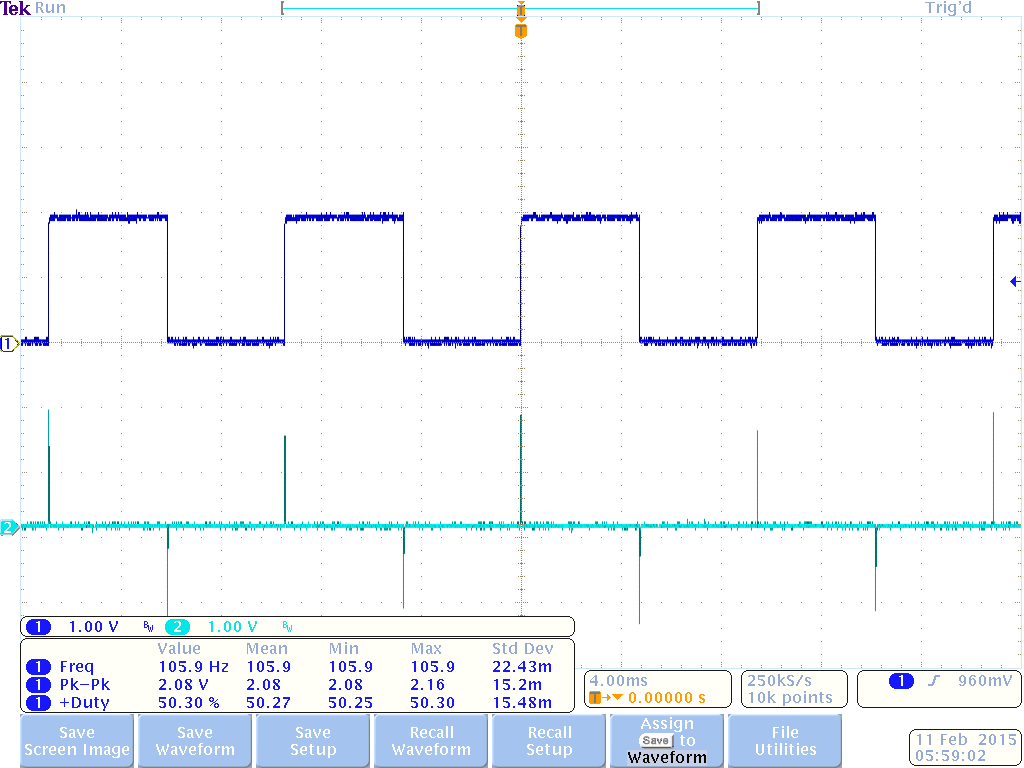 Tek Run Trig'd
T
T
1
2
1 1.00 V BW 2 1.00 V BW
Value Mean Min Max Std Dev
1 Freq 105.9 Hz 105.9 105.9 105.9 22.43m
1 Pk-Pk 2.08 V 2.08 2.08 2.16 15.2m
1 +Duty 50.30 % 50.27 50.25 50.30 15.48m
4.00ms
T→▼ 0.00000 s
250kS/s
10k points
1 960mV
Save
Screen Image
Save
Waveform
Save
Setup
Recall
Waveform
Recall
Setup
Assign
Save to
Waveform
File
Utilities
11 Feb 2015
05:59:02